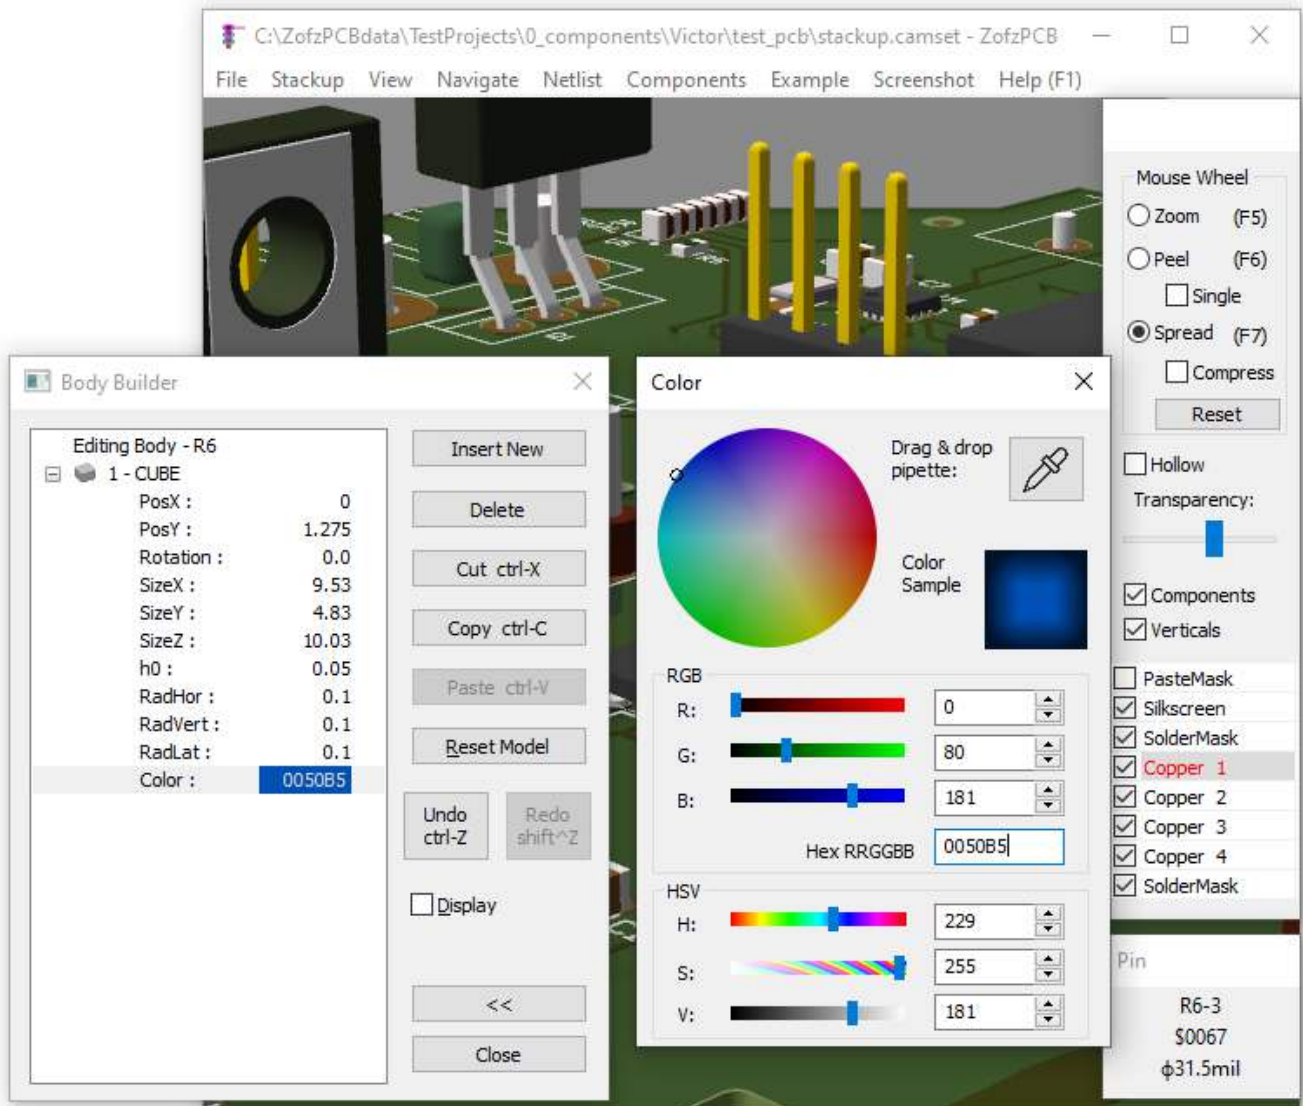 C:\ZofzPCBdata\TestProjects\0_components\Victor\test_pcb\stackup.camset - ZofzPCB
File Stackup View Navigate Netlist Components Example Screenshot Help (F1)
Mouse Wheel
Zoom (F5)
Peel (F6)
Single
Spread (F7)
Compress
Reset
Hollow
Transparency:
Components
Verticals
PasteMask
Silkscreen
SolderMask
Copper 1
Copper 2
Copper 3
Copper 4
SolderMask
Pin
R6-3
$0067
ϕ31.5mil
Body Builder
Editing Body - R6
1 - CUBE
PosX : 0
PosY : 1.275
Rotation : 0.0
SizeX : 9.53
SizeY : 4.83
SizeZ : 10.03
h0 : 0.05
RadHor : 0.1
RadVert : 0.1
RadLat : 0.1
Color : 0050B5
Insert New
Delete
Cut ctrl-X
Copy ctrl-C
Paste ctrl-V
Reset Model
Undo
ctrl-Z
Redo
shift^Z
Display
<<
Close
Color
Drag & drop
pipette:
Color
Sample
RGB
R: 0
G: 80
B: 181
Hex RRGGBB 0050B5
HSV
H: 229
S: 255
V: 181